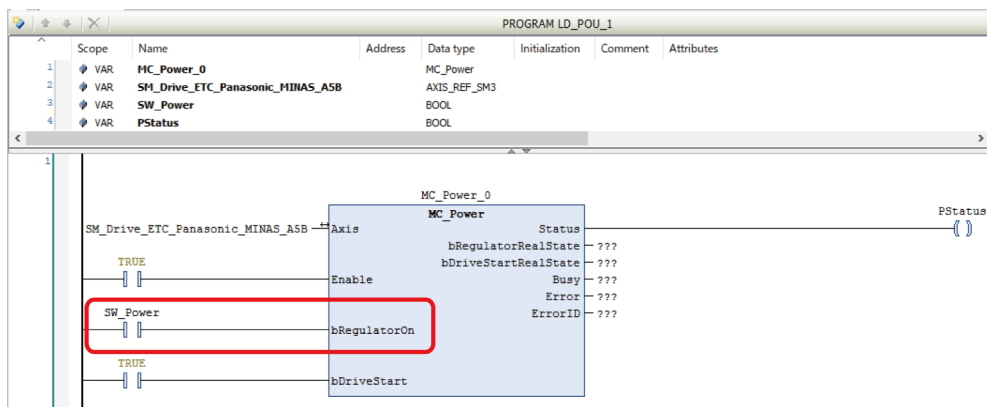 PROGRAM LD_POU_1
Scope Name Address Data type Initialization Comment Attributes
1 VAR MC_Power_0 MC_Power
2 VAR SM_Drive_ETC_Panasonic_MINAS_A5B AXIS_REF_SM3
3 VAR SW_Power BOOL
4 VAR PStatus BOOL
1
MC_Power_0
MC_Power
PStatus
SM_Drive_ETC_Panasonic_MINAS_A5B Axis Status
bRegulatorRealState ???
TRUE bDriveStartRealState ???
Enable Busy ???
Error ???
SW_Power ErrorID ???
bRegulatorOn
TRUE
bDriveStart